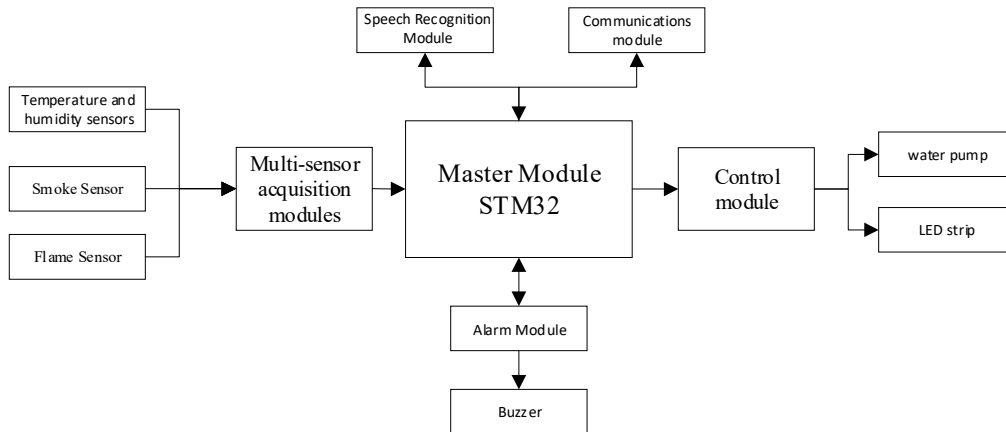 Speech Recognition
Module
Communications
module
Temperature and
humidity sensors
Smoke Sensor
Flame Sensor
Multi-sensor
acquisition
modules
Master Module
STM32
Control
module
water pump
LED strip
Alarm Module
Buzzer